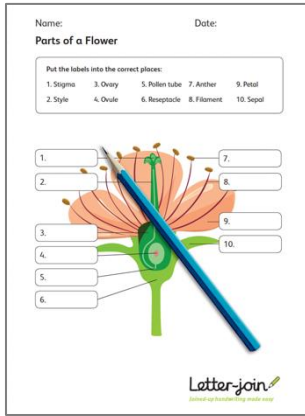 Name: Date:
Parts of a Flower
Put the labels into the correct places:
1. Stigma 3. Ovary 5. Pollen tube 7. Anther 9. Petal
2. Style 4. Ovule 6. Reseptacle 8. Filament 10. Sepal
1. 7.
2. 8.
3. 9.
4. 10.
5.
6.
Letter-join
Joined-up handwriting made easy